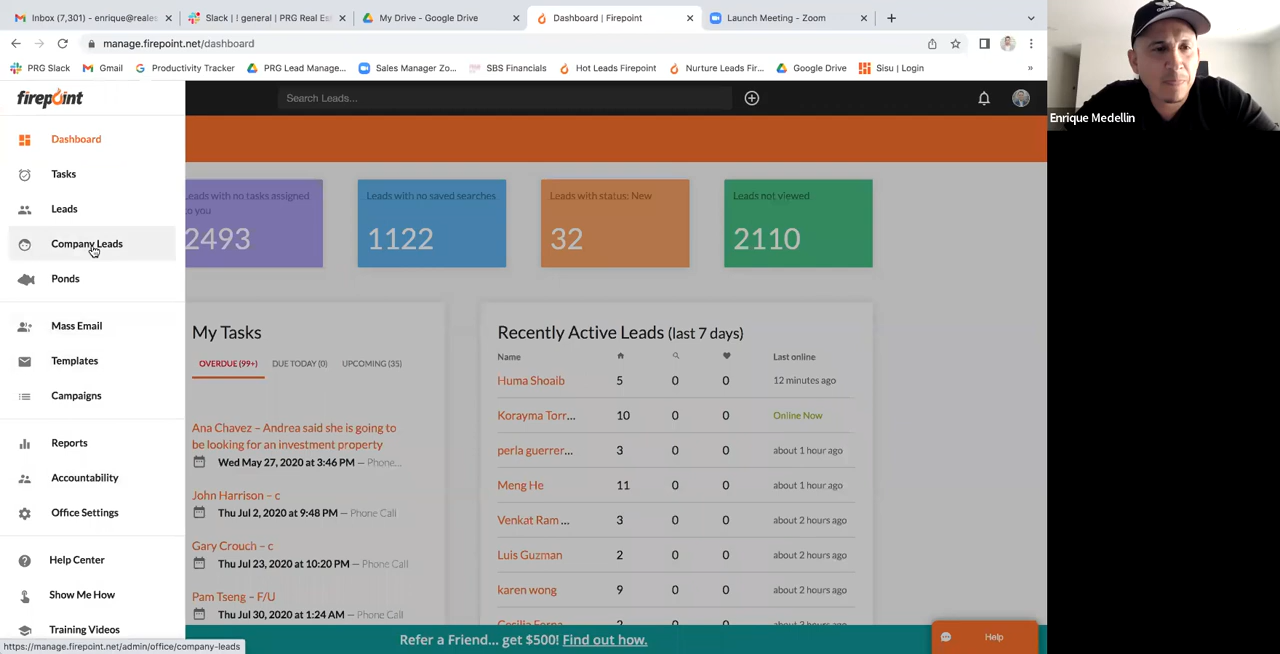 Inbox (7,301) - enrique@reales
Slack | ! general | PRG Real Es
My Drive - Google Drive
Dashboard | Firepoint
Launch Meeting - Zoom
manage.firepoint.net/dashboard
PRG Slack
Gmail
Productivity Tracker
PRG Lead Manage...
Sales Manager Zo...
SBS Financials
Hot Leads Firepoint
Nurture Leads Fir...
Google Drive
Sisu | Login
»
firepoint
Search Leads...
Dashboard
Tasks
Leads
Company Leads
Ponds
Mass Email
Templates
Campaigns
Reports
Accountability
Office Settings
Help Center
Show Me How
Training Videos
https://manage.firepoint.net/admin/office/company-leads
Leads with no tasks assigned
to you
2493
Leads with no saved searches
1122
Leads with status: New
32
Leads not viewed
2110
My Tasks
OVERDUE (99+) DUE TODAY (0) UPCOMING (35)
Ana Chavez – Andrea said she is going to
be looking for an investment property
Wed May 27, 2020 at 3:46 PM — Phone...
John Harrison – c
Thu Jul 2, 2020 at 9:48 PM — Phone Call
Gary Crouch – c
Thu Jul 23, 2020 at 10:20 PM — Phone Call
Pam Tseng – F/U
Thu Jul 30, 2020 at 1:24 AM — Phone Call
Recently Active Leads (last 7 days)
Name Last online
Huma Shoaib 5 0 0 12 minutes ago
Korayma Torr... 10 0 0 Online Now
perla guerrer... 3 0 0 about 1 hour ago
Meng He 11 0 0 about 1 hour ago
Venkat Ram ... 3 0 0 about 2 hours ago
Luis Guzman 2 0 0 about 2 hours ago
karen wong 9 0 0 about 2 hours ago
Refer a Friend... get $500! Find out how.
Help
Enrique Medellin